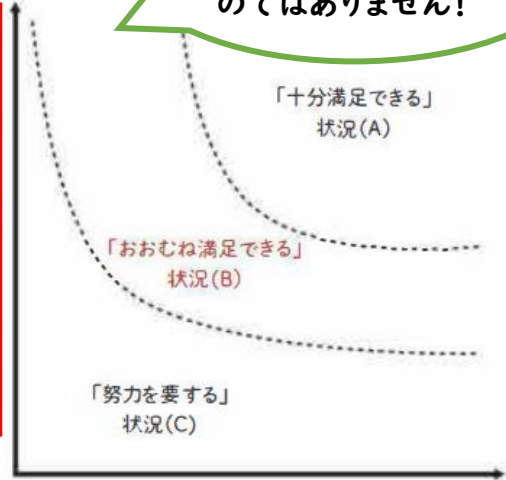 のではありません!
「十分満足できる」
状況(A)
「おおむね満足できる」
状況(B)
「努力を要する」
状況(C)